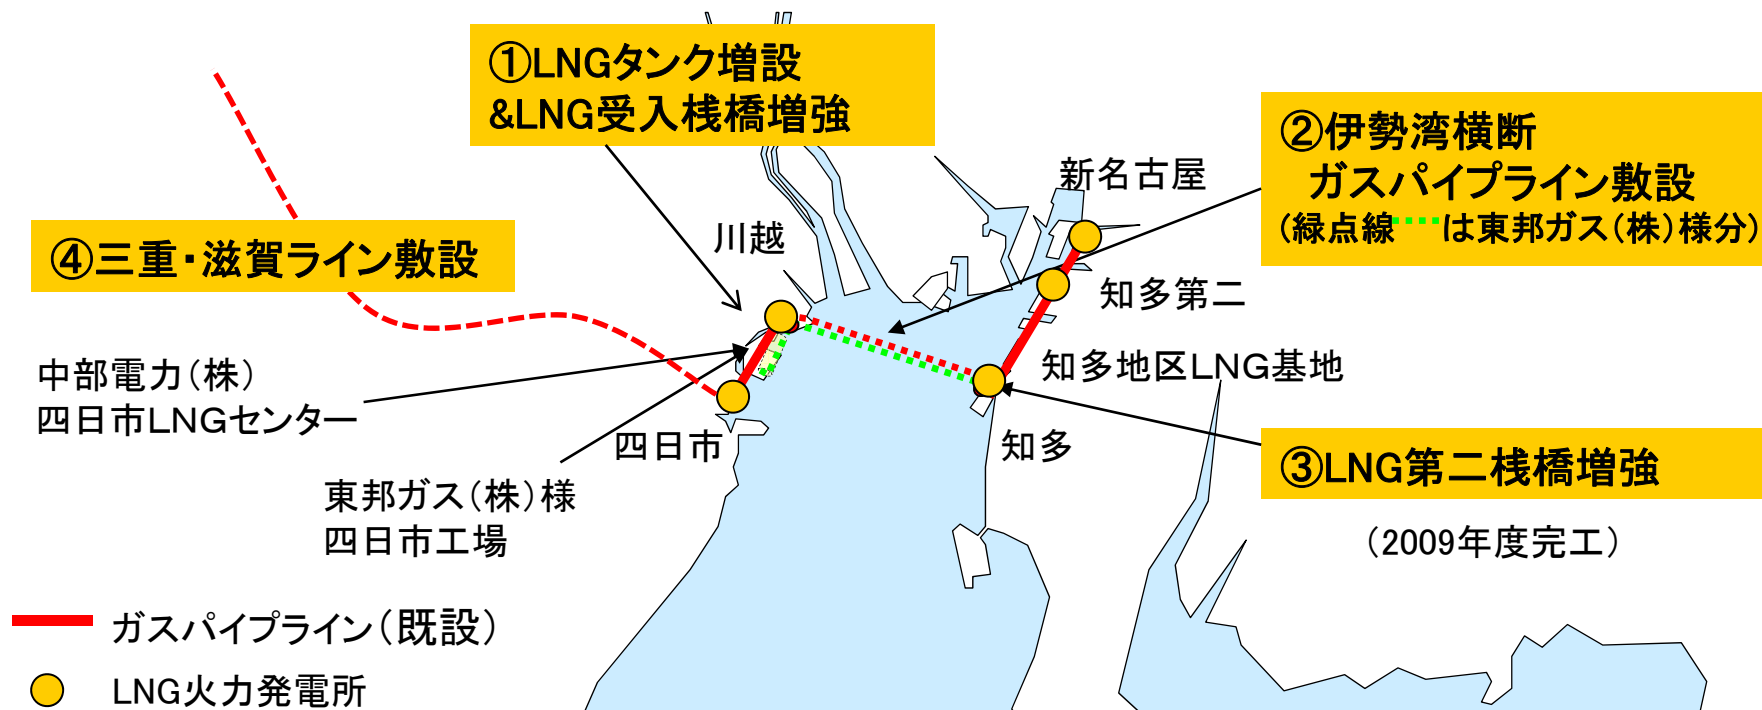 ①LNGタンク増設
&LNG受入桟橋増強
②伊勢湾横断
ガスパイプライン敷設
(緑点線 は東邦ガス(株)様分)
新名古屋
川越
④三重・滋賀ライン敷設
知多第二
中部電力(株)
四日市LNGセンター
知多地区LNG基地
四日市
知多
③LNG第二桟橋増強
東邦ガス(株)様
四日市工場
(2009年度完工)
ガスパイプライン(既設)
LNG火力発電所